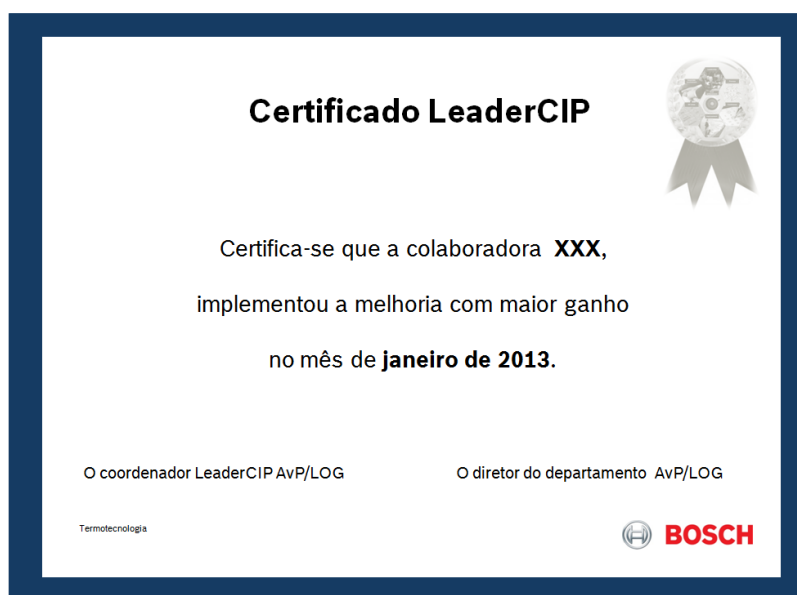 Certificado LeaderCIP
Certifica-se que a colaboradora XXX,
implementou a melhoria com maior ganho
no mês de janeiro de 2013.
O coordenador LeaderCIP AvP/LOG
O diretor do departamento AvP/LOG
Termotecnologia
BOSCH